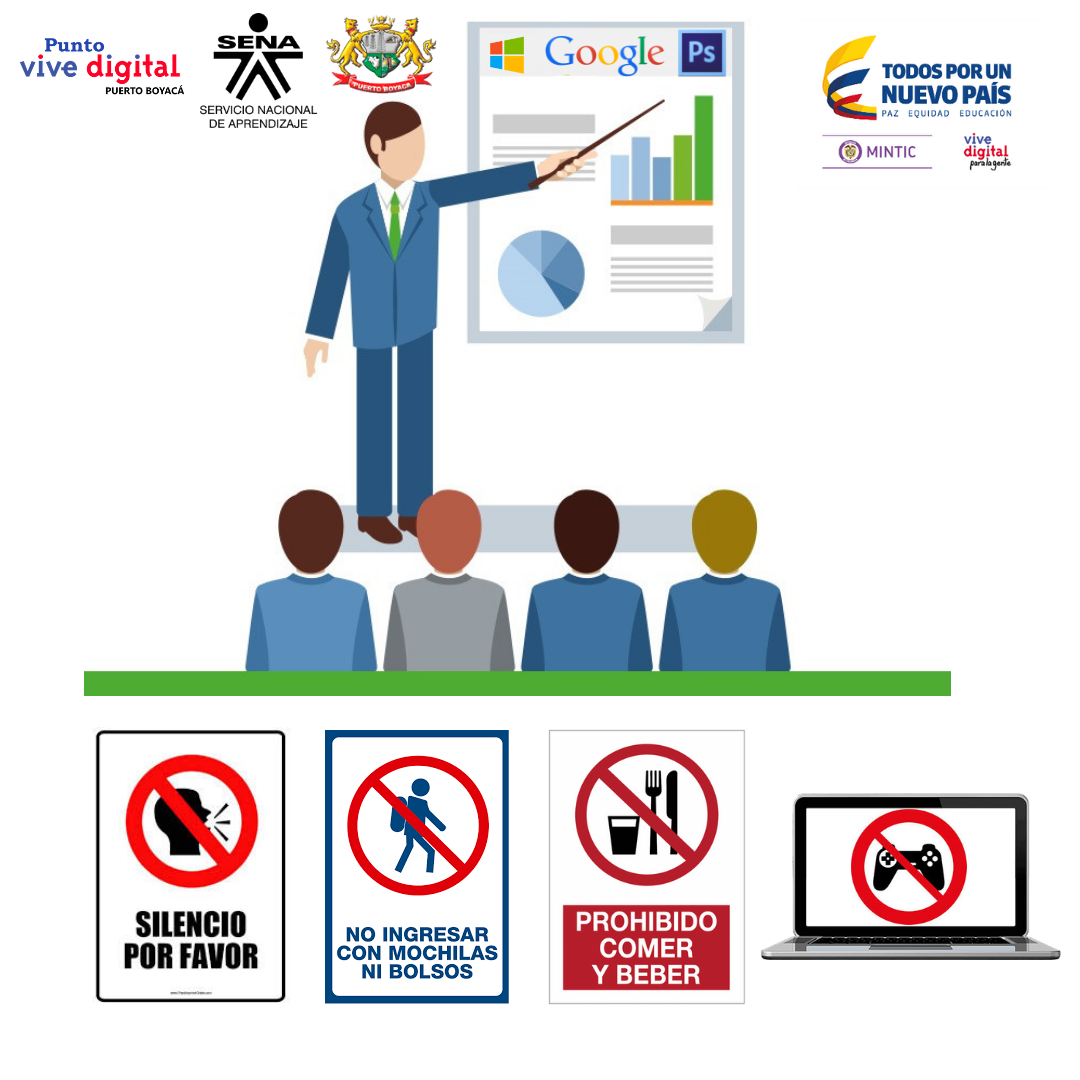 Punto
vive digital
PUERTO BOYACÁ
SENA
SERVICIO NACIONAL
DE APRENDIZAJE
PUERTO BOYACÁ
Google
Ps
TODOS POR UN
NUEVO PAÍS
PAZ EQUIDAD EDUCACIÓN
MINTIC
vive
digital
para la gente
SILENCIO
POR FAVOR
NO INGRESAR
CON MOCHILAS
NI BOLSOS
PROHIBIDO
COMER
Y BEBER